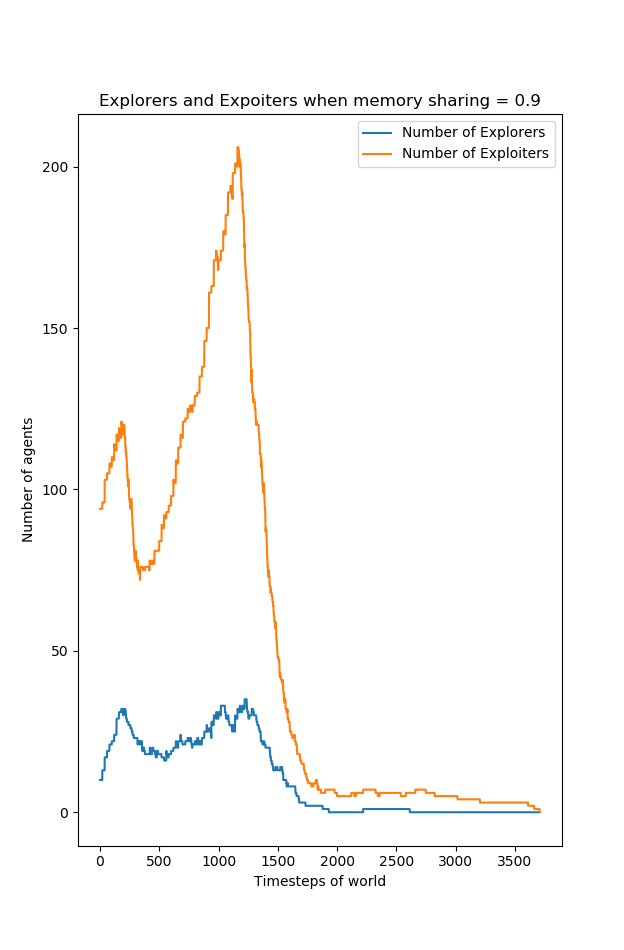 Explorers and Expoiters when memory sharing = 0.9
Number of Explorers
Number of Exploiters
200
150
100
50
0
Number of agents
0 500 1000 1500 2000 2500 3000 3500
Timesteps of world